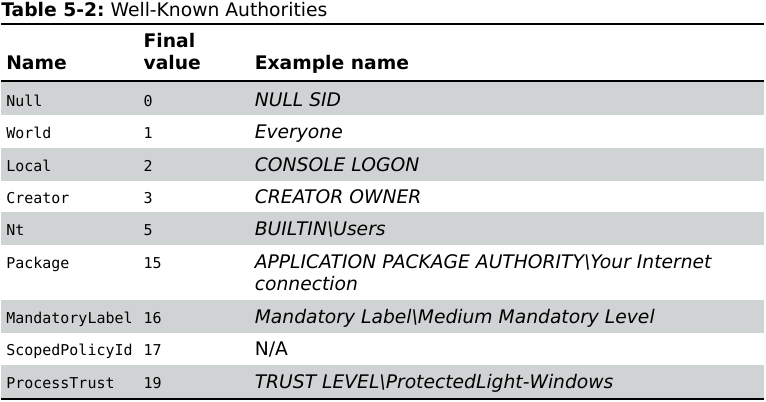 Table 5-2: Well-Known Authorities
Final
Name value Example name
Null 0 NULL SID
World 1 Everyone
Local 2 CONSOLE LOGON
Creator 3 CREATOR OWNER
Nt 5 BUILTIN\Users
Package 15 APPLICATION PACKAGE AUTHORITY\Your Internet
connection
MandatoryLabel 16 Mandatory Label\Medium Mandatory Level
ScopedPolicyId 17 N/A
ProcessTrust 19 TRUST LEVEL\ProtectedLight-Windows